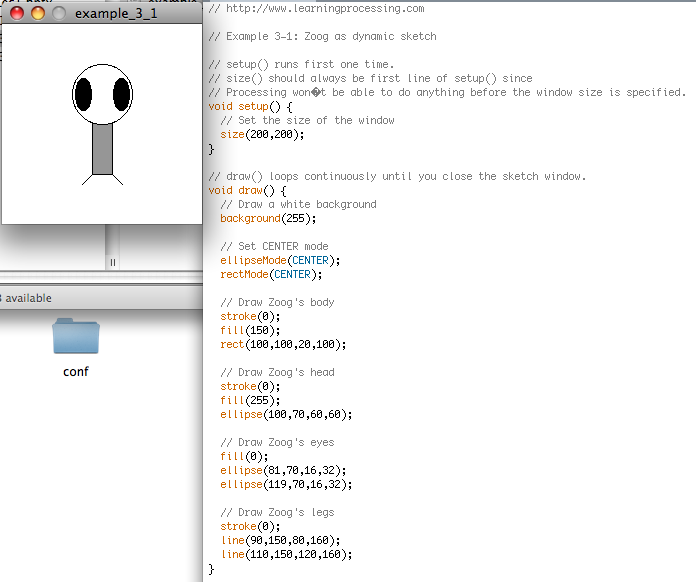 example_3_1
// http://www.learningprocessing.com
// Example 3-1: Zoog as dynamic sketch
// setup() runs first one time.
// size() should always be first line of setup() since
// Processing won�t be able to do anything before the window size is specified.
void setup() {
// Set the size of the window
size(200,200);
}
// draw() loops continuously until you close the sketch window.
void draw() {
// Draw a white background
background(255);
// Set CENTER mode
ellipseMode(CENTER);
rectMode(CENTER);
// Draw Zoog's body
stroke(0);
fill(150);
rect(100,100,20,100);
// Draw Zoog's head
stroke(0);
fill(255);
ellipse(100,70,60,60);
// Draw Zoog's eyes
fill(0);
ellipse(81,70,16,32);
ellipse(119,70,16,32);
// Draw Zoog's legs
stroke(0);
line(90,150,80,160);
line(110,150,120,160);
}
available
conf